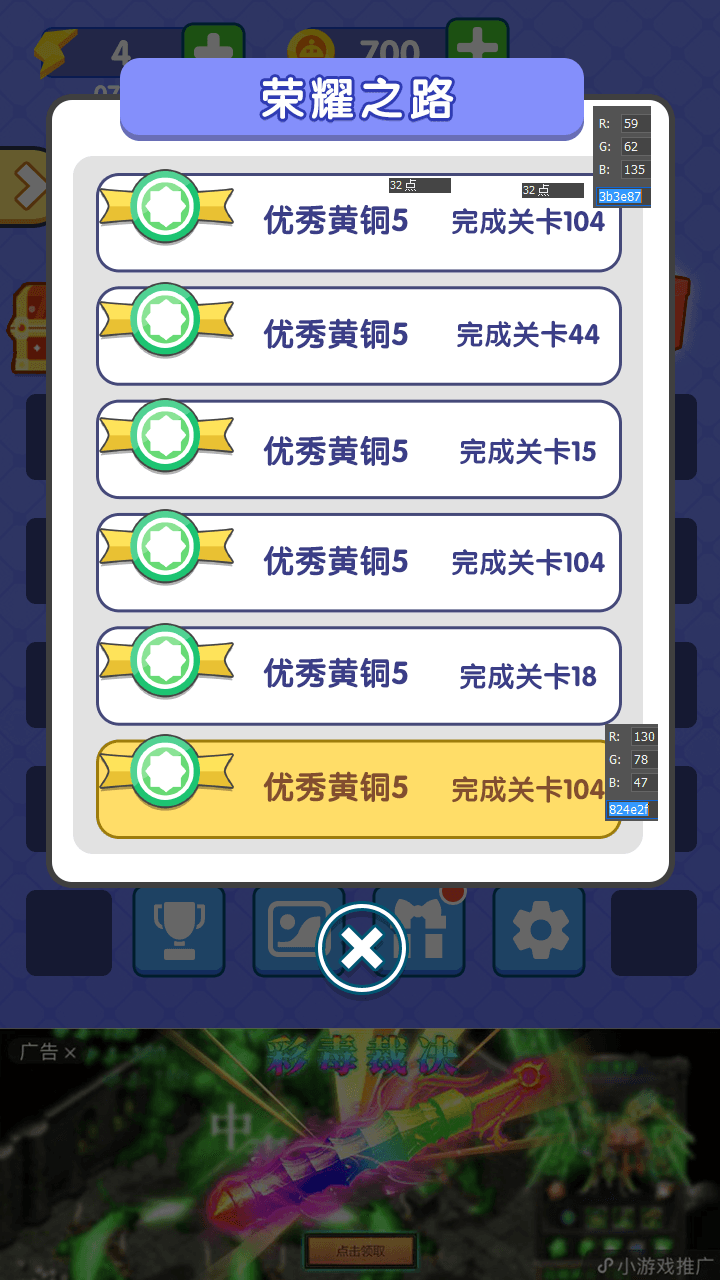 4
700
07
荣耀之路
R: 59
G: 62
B: 135
3b3e87
32 点
32 点
优秀黄铜5 完成关卡104
优秀黄铜5 完成关卡44
优秀黄铜5 完成关卡15
优秀黄铜5 完成关卡104
优秀黄铜5 完成关卡18
R: 130
G: 78
B: 47
824e2f
优秀黄铜5 完成关卡104
广告×
彩毒裁决
中
点击领取
小游戏推广